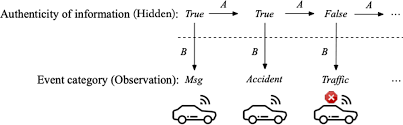 A A A
Authenticity of information (Hidden): True True False ...
B B B
Event category (Observation): Msg Accident Traffic ...